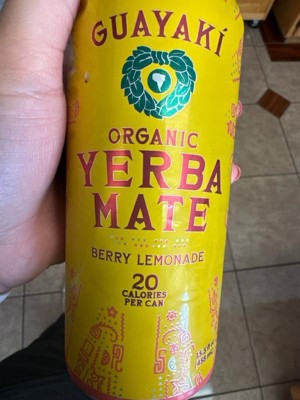 GUAYAKÍ
ORGANIC
YERBA
MATE
BERRY LEMONADE
20
CALORIES
PER CAN